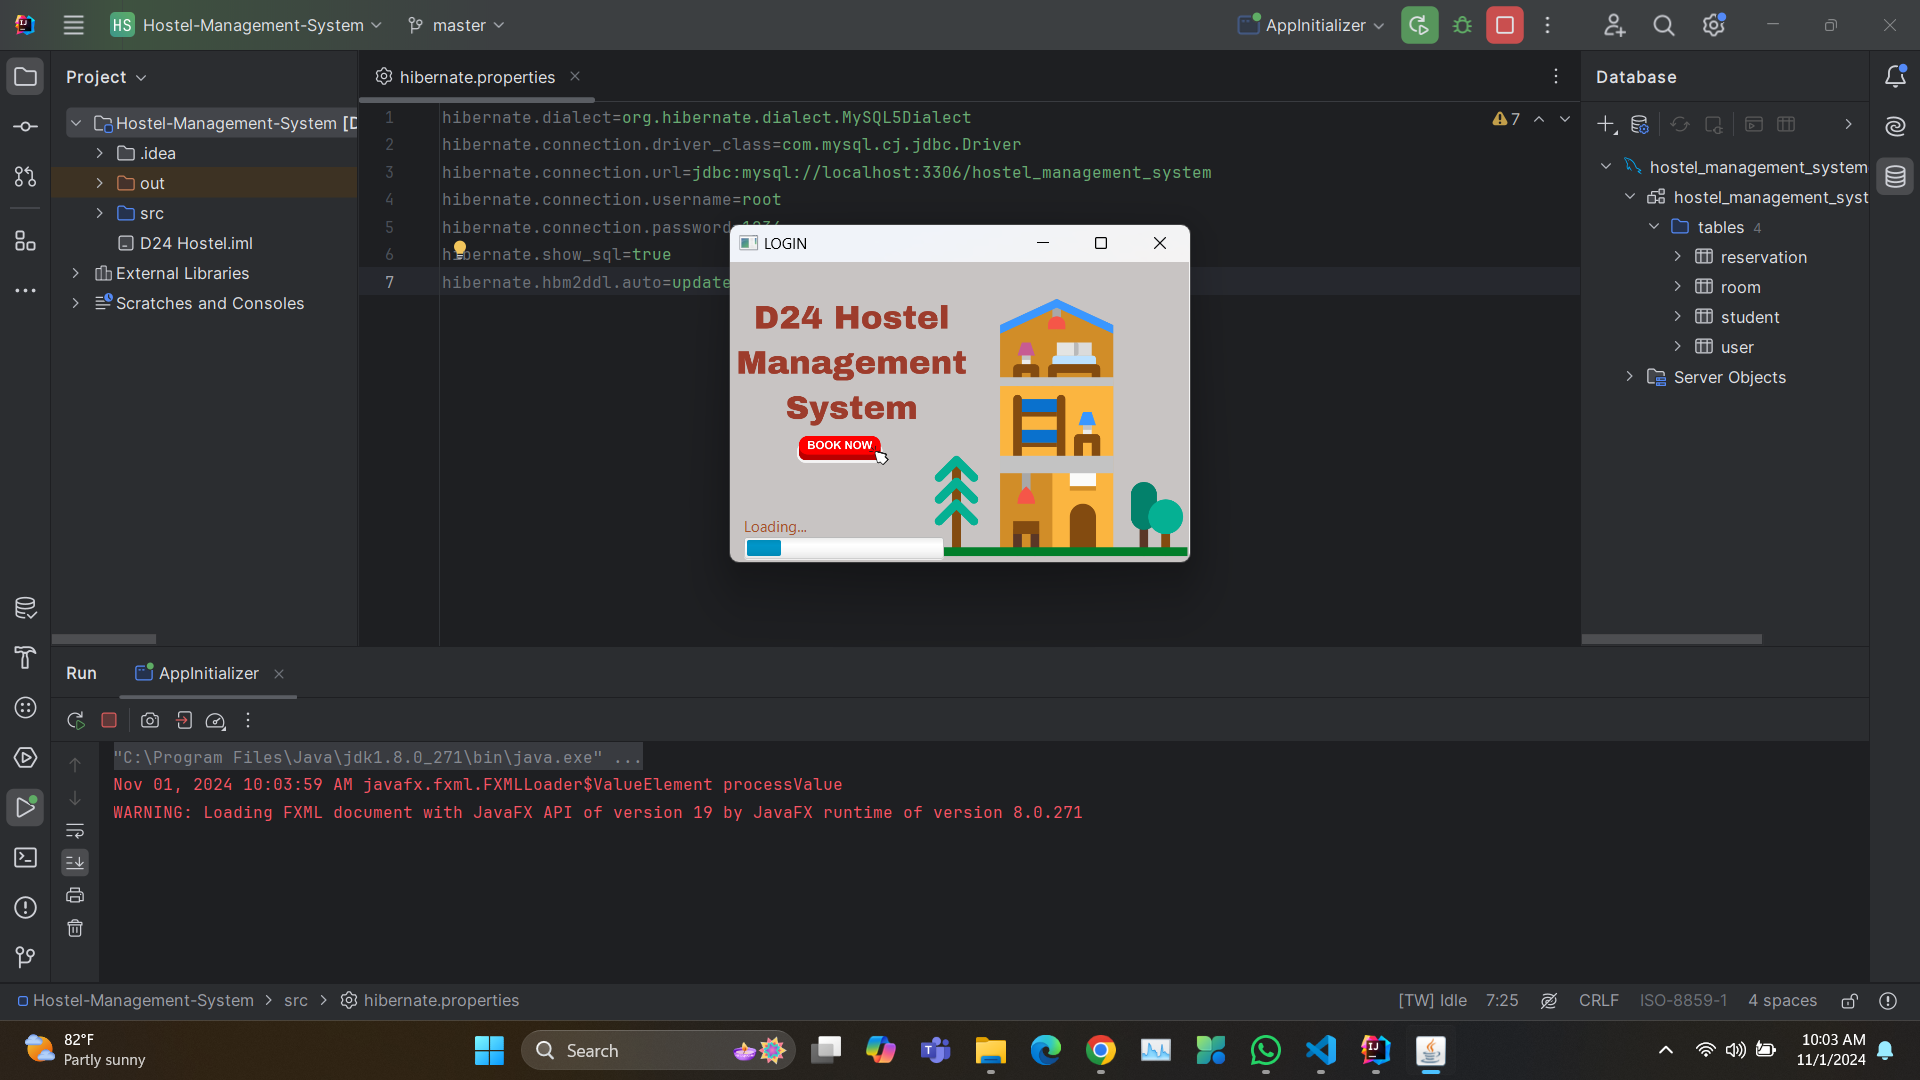 HS Hostel-Management-System master AppInitializer
Project
Hostel-Management-System [D
.idea
out
src
D24 Hostel.iml
External Libraries
Scratches and Consoles
hibernate.properties
7
1 hibernate.dialect=org.hibernate.dialect.MySQL5Dialect
2 hibernate.connection.driver_class=com.mysql.cj.jdbc.Driver
3 hibernate.connection.url=jdbc:mysql://localhost:3306/hostel_management_system
4 hibernate.connection.username=root
5 hibernate.connection.password
6 hibernate.show_sql=true
7 hibernate.hbm2ddl.auto=update
LOGIN
D24 Hostel
Management
System
BOOK NOW
Loading...
Database
hostel_management_system
hostel_management_syst
tables 4
reservation
room
student
user
Server Objects
Run AppInitializer
"C:\Program Files\Java\jdk1.8.0_271\bin\java.exe" ...
Nov 01, 2024 10:03:59 AM javafx.fxml.FXMLLoader$ValueElement processValue
WARNING: Loading FXML document with JavaFX API of version 19 by JavaFX runtime of version 8.0.271
Hostel-Management-System > src > hibernate.properties
[TW] Idle 7:25 CRLF ISO-8859-1 4 spaces
82°F
Partly sunny
Search
10:03 AM
11/1/2024